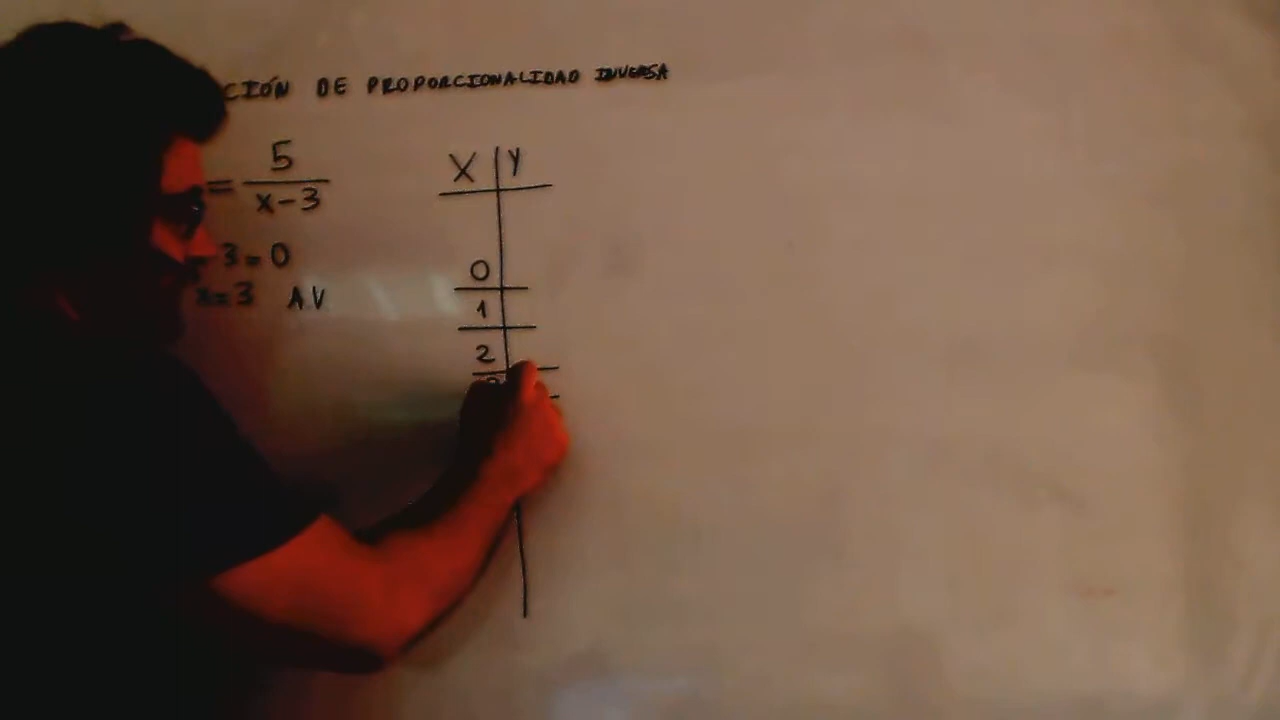 CIÓN DE PROPORCIONALIDAD INVERSA
= 5
x-3
3=0
x=3 AV
X Y
0
1
2